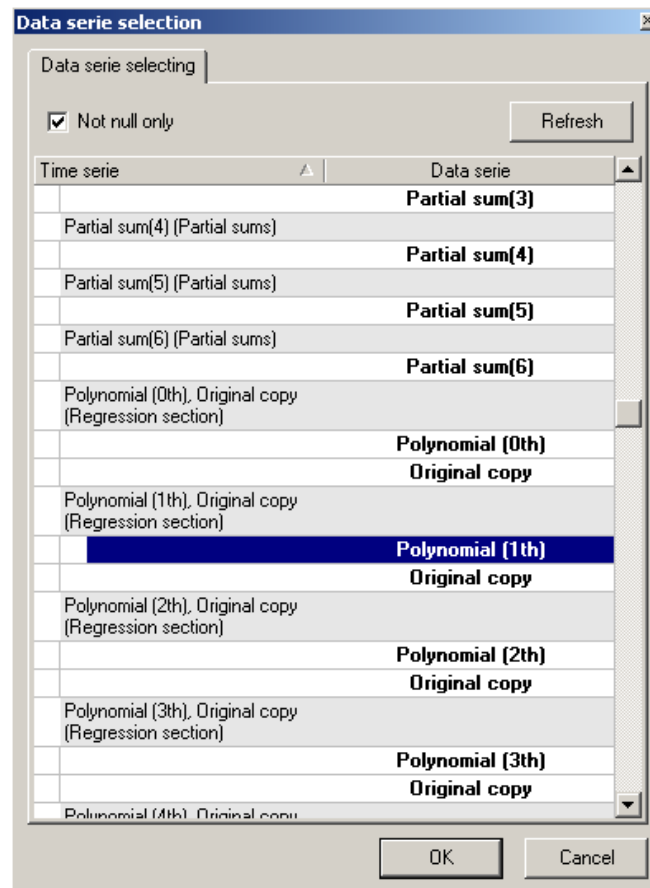 Data serie selection
Data serie selecting
Not null only
Refresh
Time serie
Data serie
Partial sum(3)
Partial sum(4) (Partial sums)
Partial sum(4)
Partial sum(5) (Partial sums)
Partial sum(5)
Partial sum(6) (Partial sums)
Partial sum(6)
Polynomial (0th), Original copy
(Regression section)
Polynomial (0th)
Original copy
Polynomial (1th), Original copy
(Regression section)
Polynomial (1th)
Original copy
Polynomial (2th), Original copy
(Regression section)
Polynomial (2th)
Original copy
Polynomial (3th), Original copy
(Regression section)
Polynomial (3th)
Original copy
Polynomial (4th), Original copy
OK
Cancel